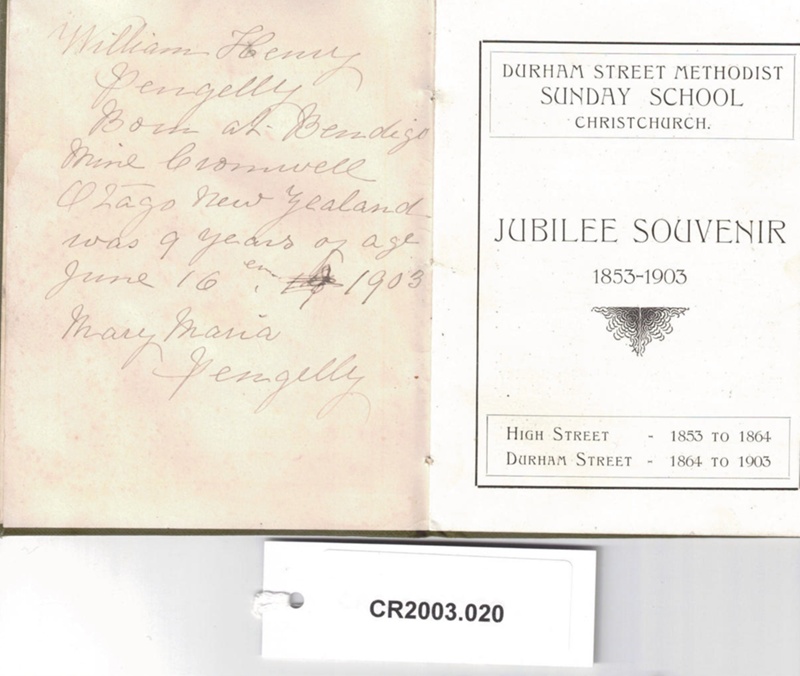 William Henry
Pengelly
Born at Bendigo
Mine Cromwell
Otago New Zealand
was 9 years of age
June 16 1903
Mary Maria
Pengelly
DURHAM STREET METHODIST
SUNDAY SCHOOL
CHRISTCHURCH.
JUBILEE SOUVENIR
1853-1903
HIGH STREET - 1853 TO 1864
DURHAM STREET - 1864 TO 1903
CR2003.020